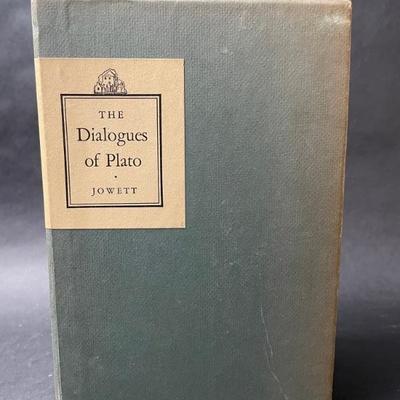 THE
Dialogues
of Plato
·
JOWETT